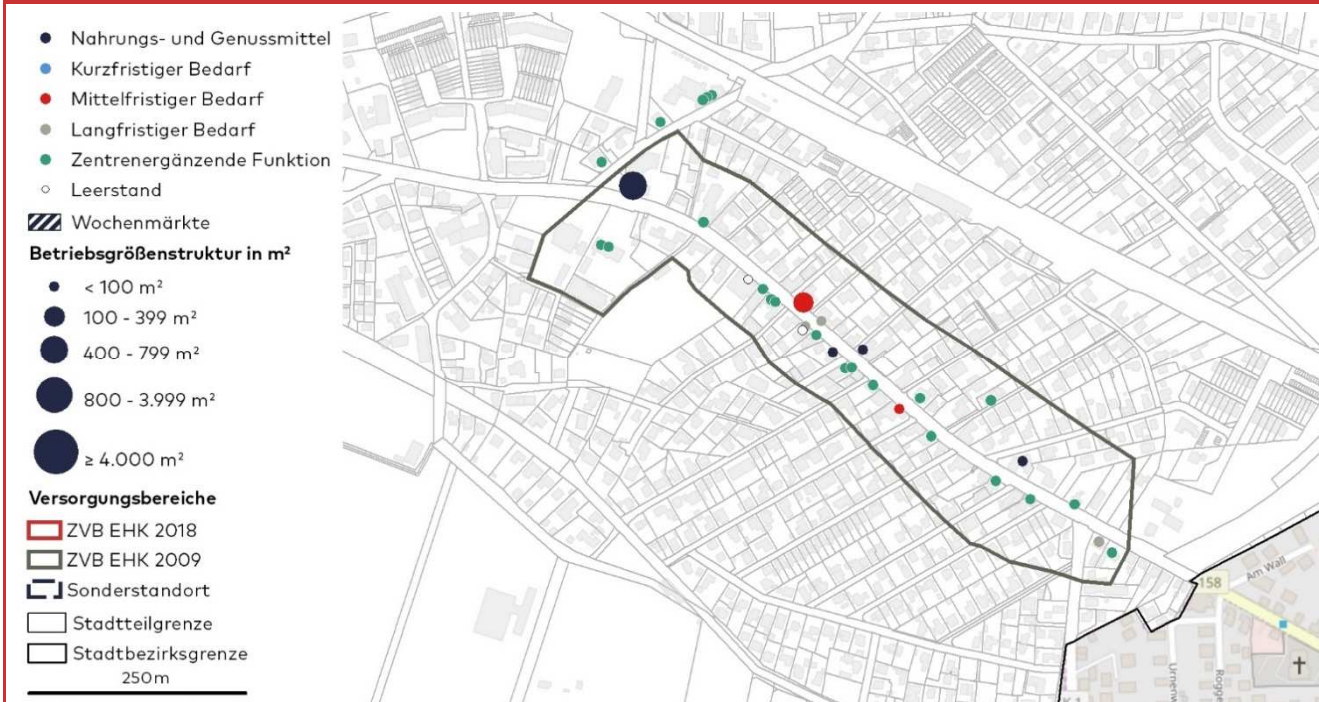 Nahrungs- und Genussmittel
Kurzfristiger Bedarf
Mittelfristiger Bedarf
Langfristiger Bedarf
Zentrenergänzende Funktion
Leerstand
Wochenmärkte
Betriebsgrößenstruktur in m²
< 100 m²
100 - 399 m²
400 - 799 m²
800 - 3.999 m²
≥ 4.000 m²
Versorgungsbereiche
ZVB EHK 2018
ZVB EHK 2009
Sonderstandort
Stadtteilgrenze
Stadtbezirksgrenze
250m
158
Am Wall
Urnenw
Rogge